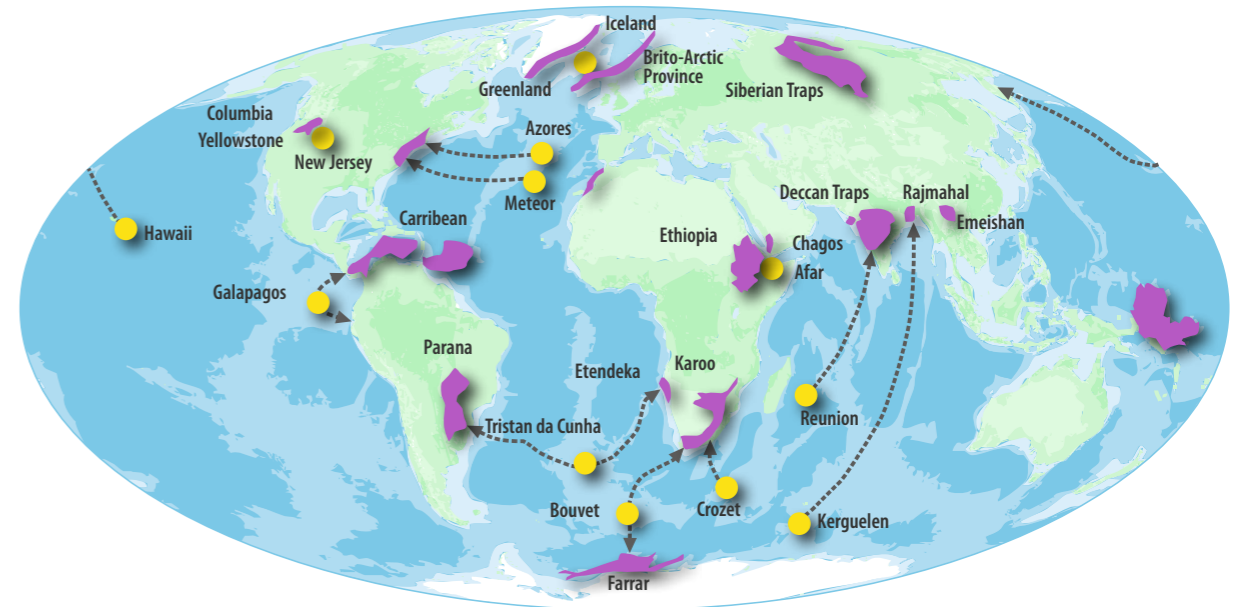 Iceland
Brito-Arctic
Province
Greenland
Siberian Traps
Columbia
Yellowstone
New Jersey
Azores
Meteor
Hawaii
Carribean
Galapagos
Ethiopia
Deccan Traps
Rajmahal
Emeishan
Chagos
Afar
Parana
Etendeka
Karoo
Tristan da Cunha
Reunion
Bouvet
Crozet
Kerguelen
Farrar